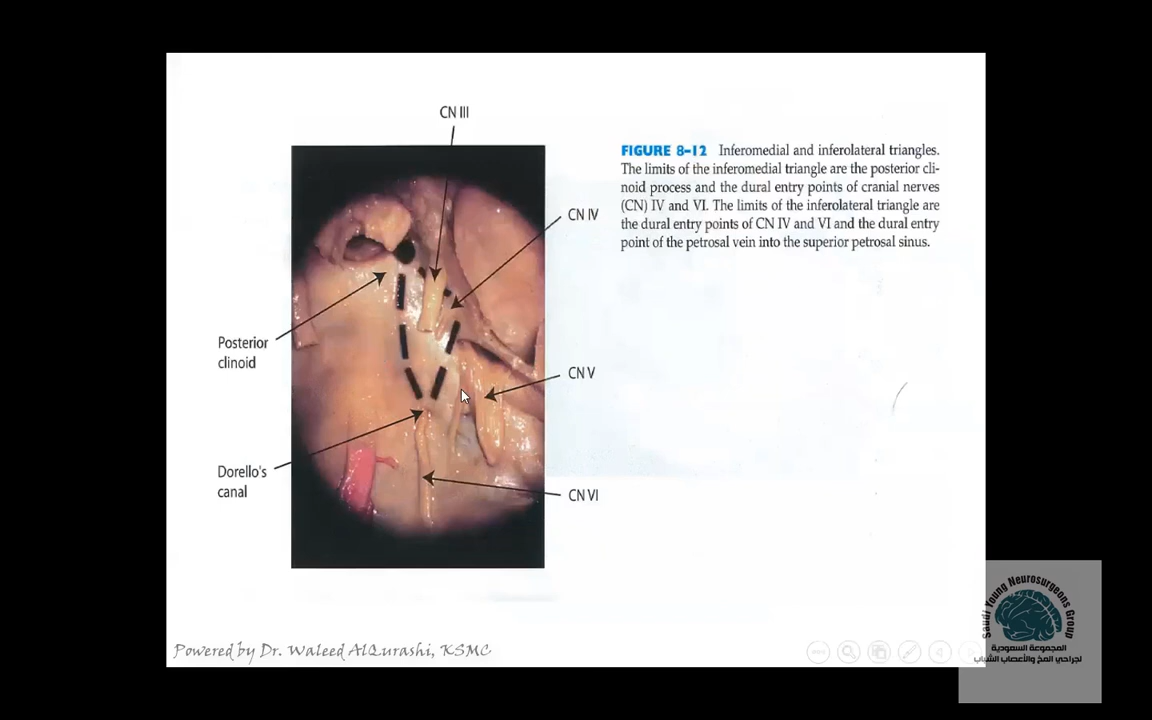 CN III
FIGURE 8–12 Inferomedial and inferolateral triangles.
The limits of the inferomedial triangle are the posterior cli-
noid process and the dural entry points of cranial nerves
(CN) IV and VI. The limits of the inferolateral triangle are
the dural entry points of CN IV and VI and the dural entry
point of the petrosal vein into the superior petrosal sinus.
CN IV
Posterior
clinoid
CN V
Dorello's
canal
CN VI
Powered by Dr. Waleed AlQurashi, KSMC
Saudi Young Neurosurgeons Group
المجموعة السعودية
لجراحي المخ والأعصاب الشباب